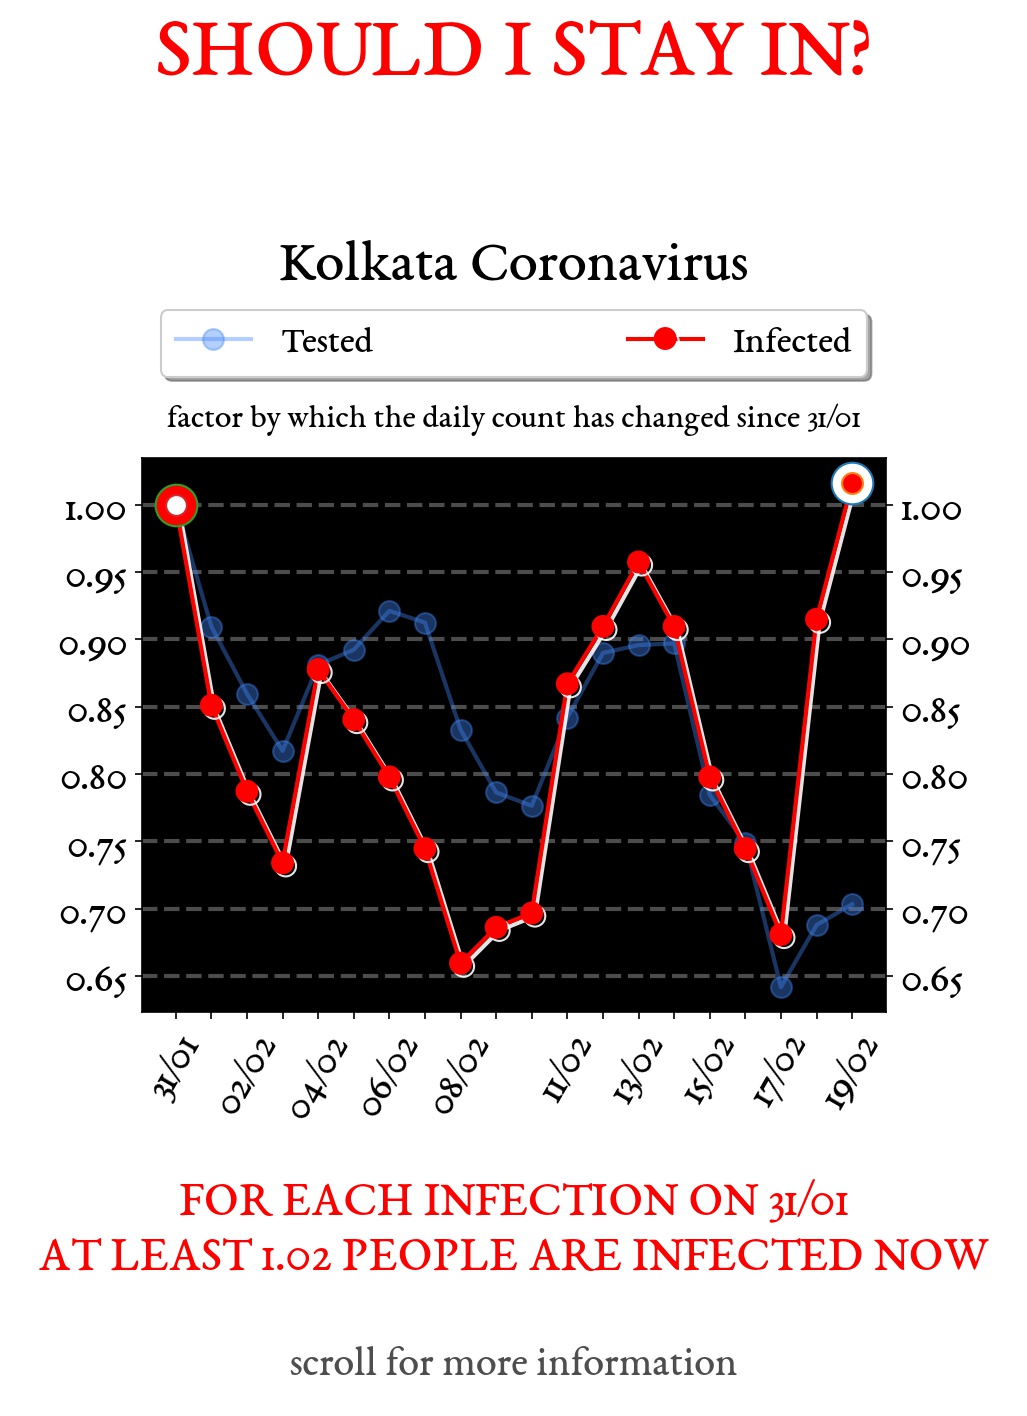 SHOULD I STAY IN?
Kolkata Coronavirus
Tested Infected
factor by which the daily count has changed since 31/01
1.00 1.00
0.95 0.95
0.90 0.90
0.85 0.85
0.80 0.80
0.75 0.75
0.70 0.70
0.65 0.65
31/01 02/02 04/02 06/02 08/02 11/02 13/02 15/02 17/02 19/02
FOR EACH INFECTION ON 31/01
AT LEAST 1.02 PEOPLE ARE INFECTED NOW
scroll for more information